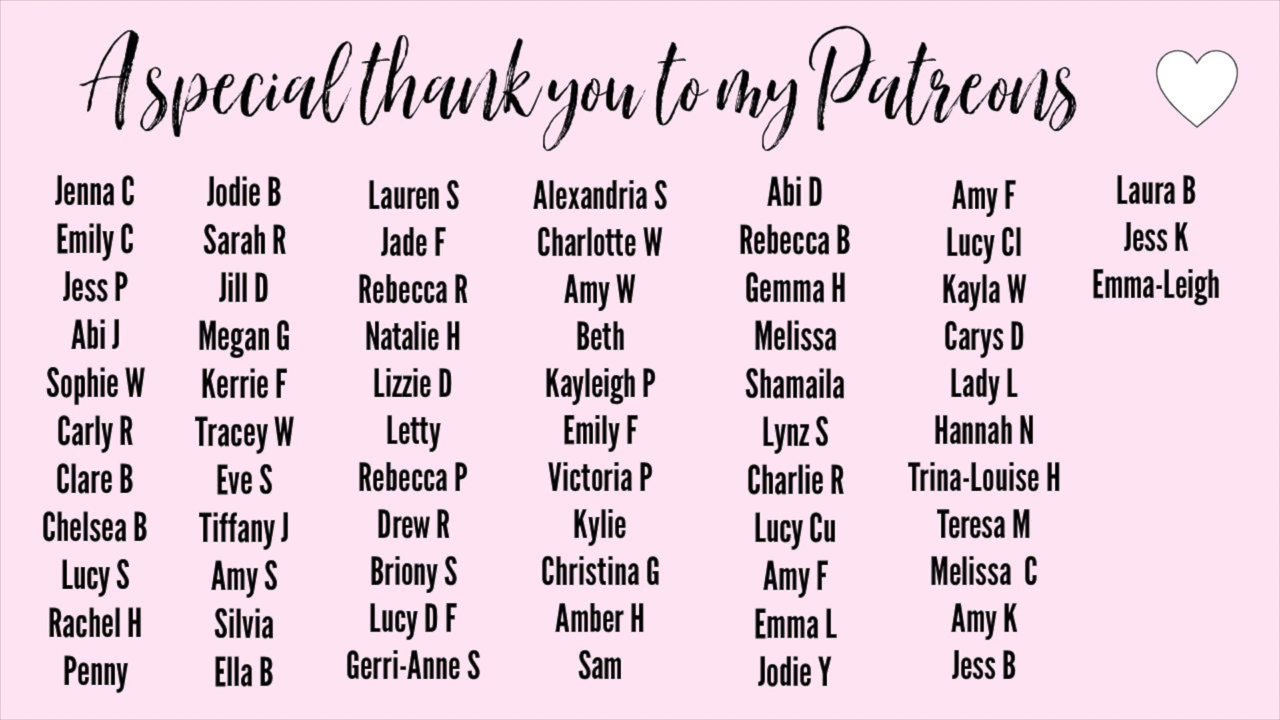 A special thank you to my Patreons
Jenna C
Emily C
Jess P
Abi J
Sophie W
Carly R
Clare B
Chelsea B
Lucy S
Rachel H
Penny
Jodie B
Sarah R
Jill D
Megan G
Kerrie F
Tracey W
Eve S
Tiffany J
Amy S
Silvia
Ella B
Lauren S
Jade F
Rebecca R
Natalie H
Lizzie D
Letty
Rebecca P
Drew R
Briony S
Lucy D F
Gerri-Anne S
Alexandria S
Charlotte W
Amy W
Beth
Kayleigh P
Emily F
Victoria P
Kylie
Christina G
Amber H
Sam
Abi D
Rebecca B
Gemma H
Melissa
Shamaila
Lynz S
Charlie R
Lucy Cu
Amy F
Emma L
Jodie Y
Amy F
Lucy Cl
Kayla W
Carys D
Lady L
Hannah N
Trina-Louise H
Teresa M
Melissa C
Amy K
Jess B
Laura B
Jess K
Emma-Leigh